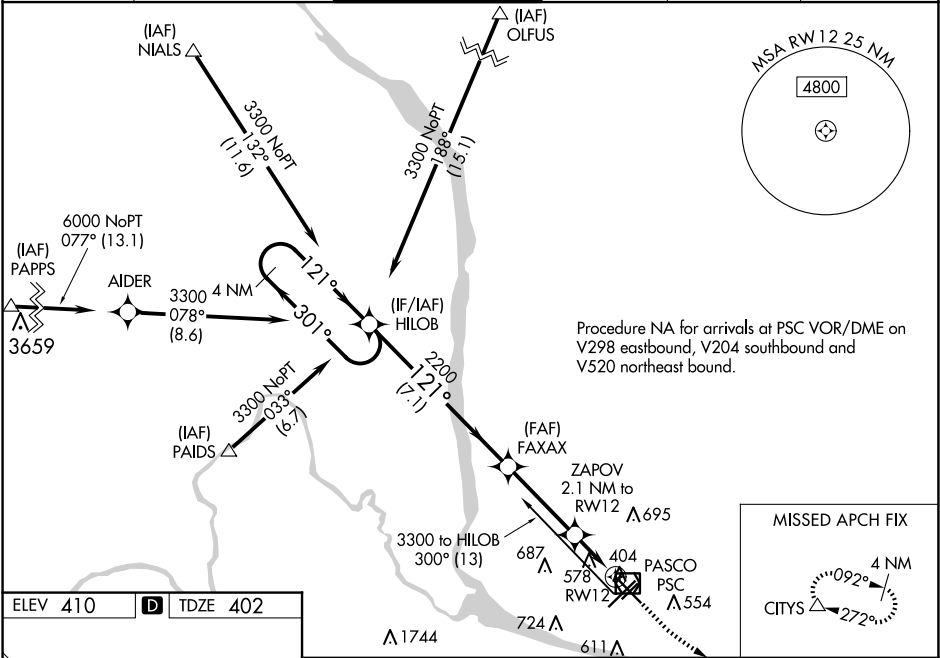 (IAF)
NIALS
(IAF)
OLFUS
MSA RW12 25 NM
4800
3300 NoPT
132°
(11.6)
3300 NoPT
188°
(15.1)
6000 NoPT
077° (13.1)
(IAF)
PAPPS
3659
AIDER
3300
078°
(8.6)
4 NM
121°
301°
(IF/IAF)
HILOB
Procedure NA for arrivals at PSC VOR/DME on
V298 eastbound, V204 southbound and
V520 northeast bound.
3300 NoPT
033°
(6.7)
(IAF)
PAIDS
2200
121°
(7.1)
(FAF)
FAXAX
ZAPOV
2.1 NM to
RW12
695
3300 to HILOB
300° (13)
687
578
404
RW12
PASCO
PSC
554
724
611
1744
MISSED APCH FIX
4 NM
092°
CITYS
272°
ELEV 410
D
TDZE 402